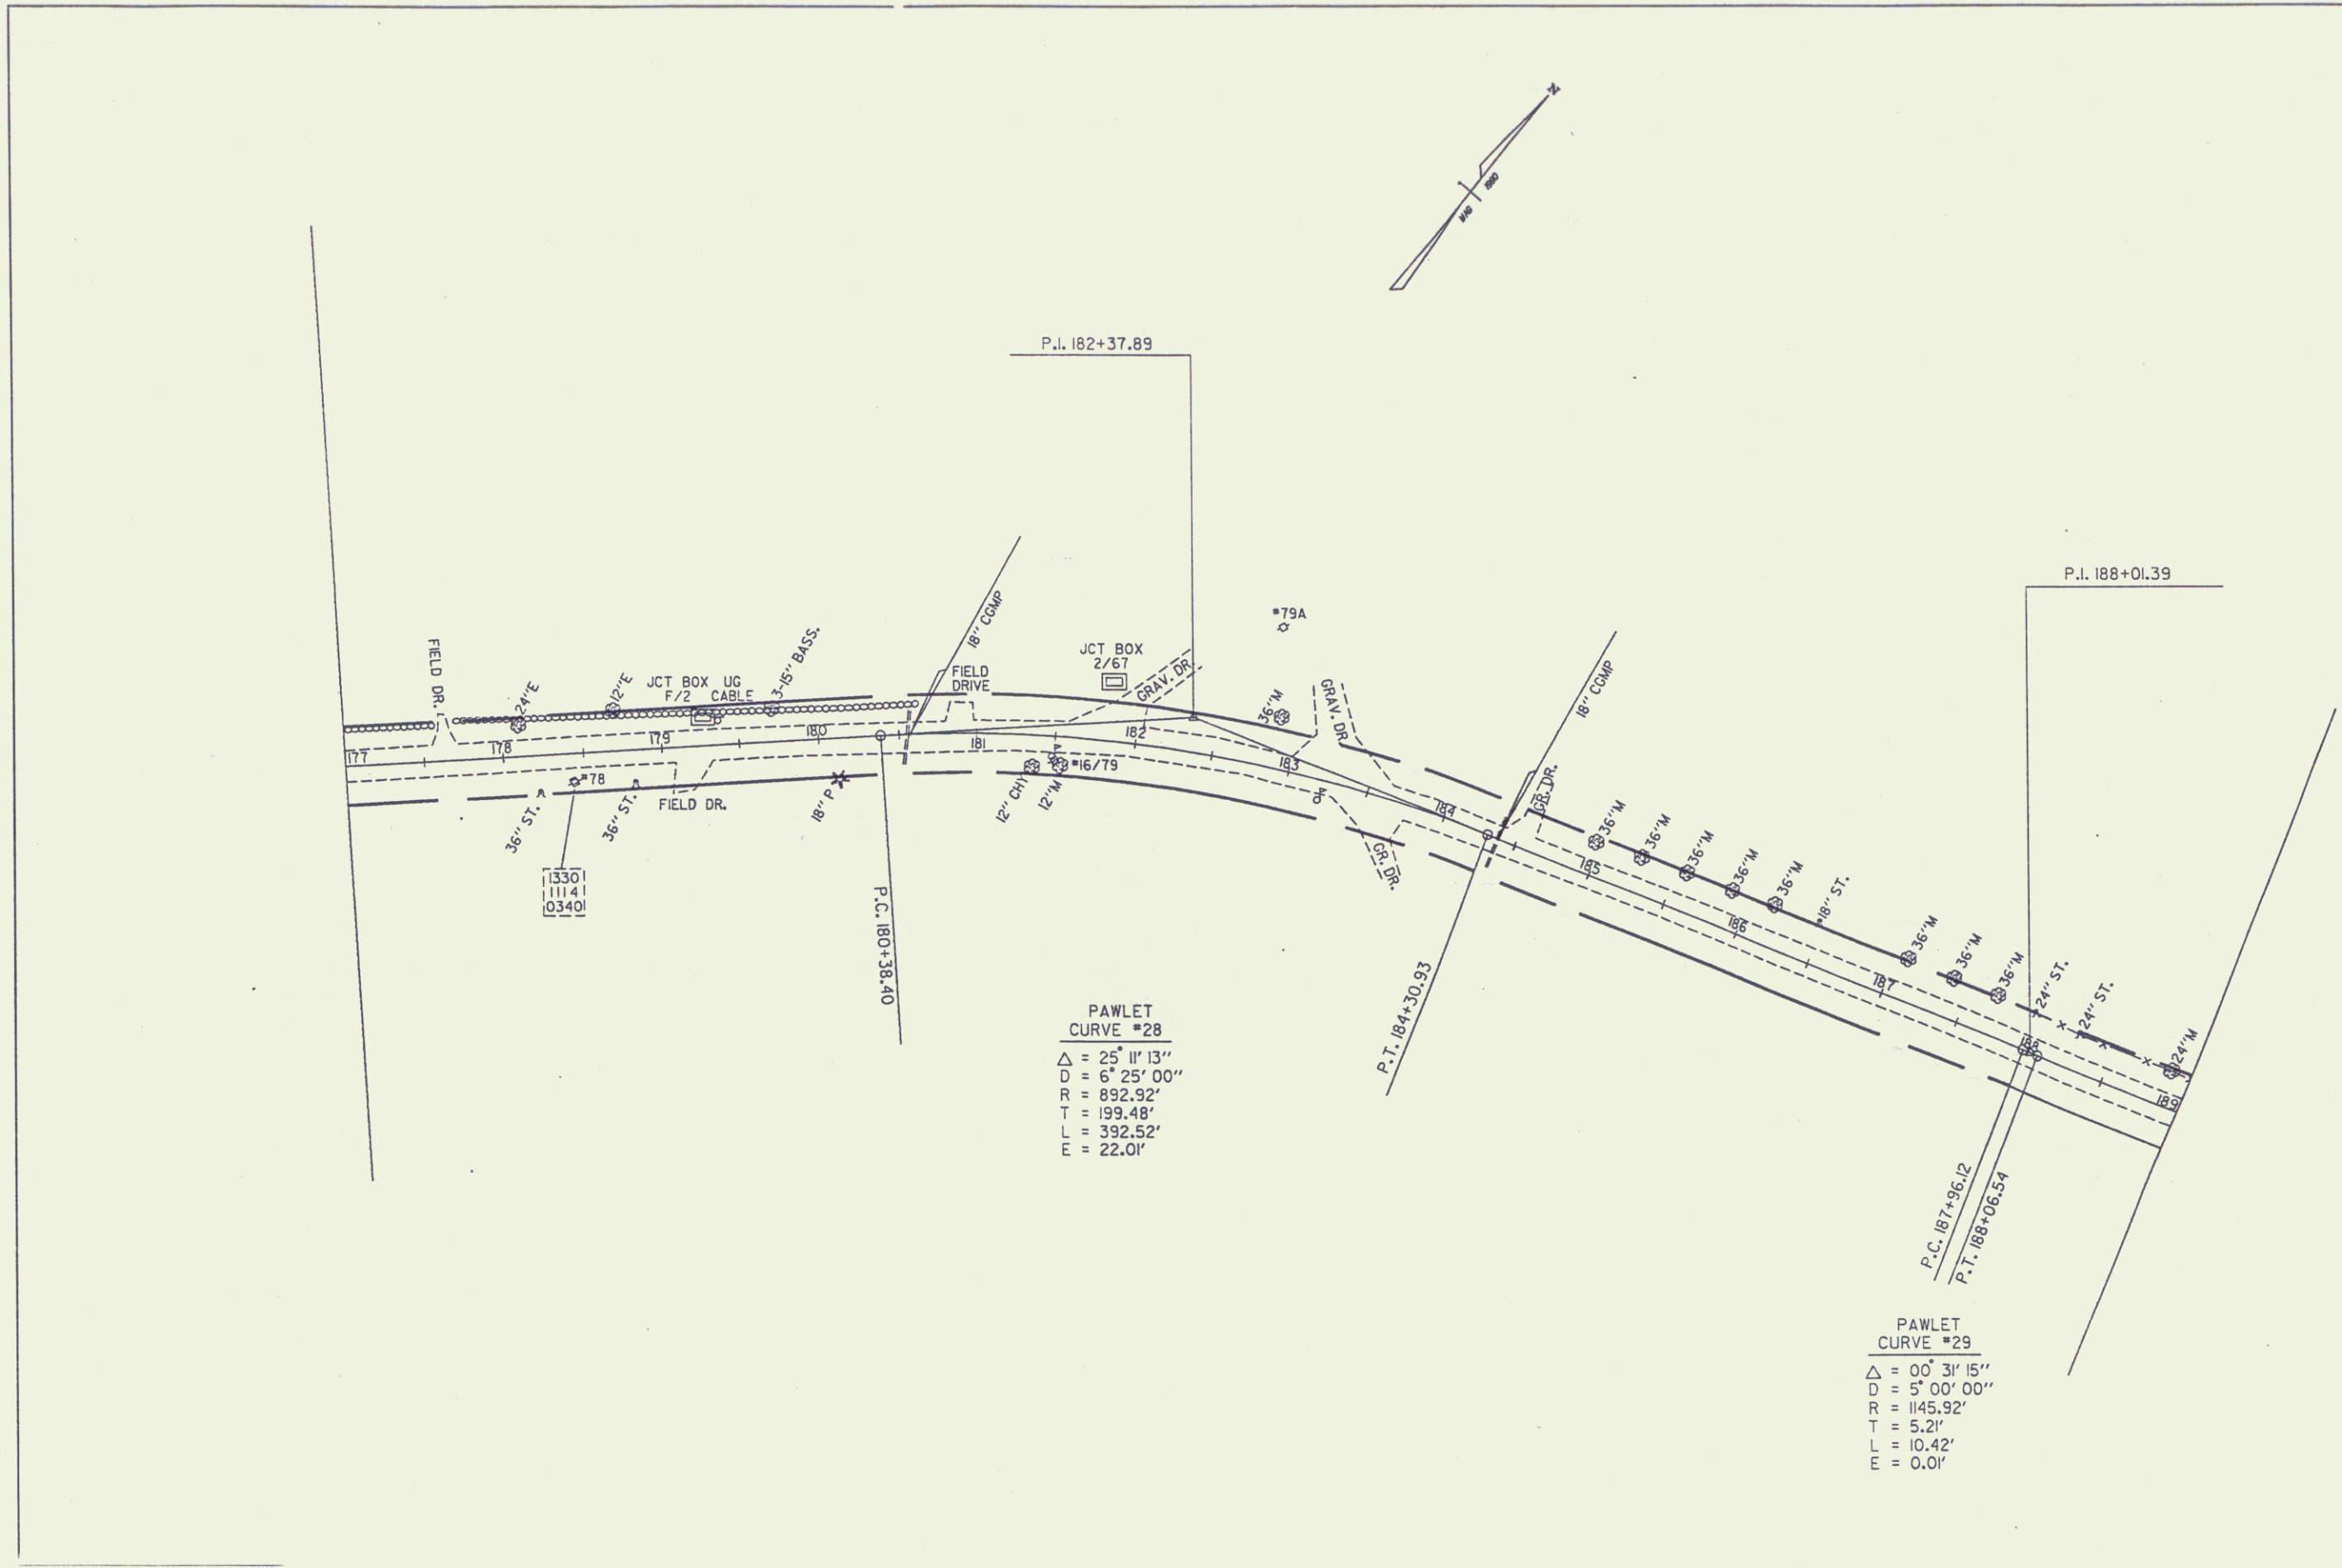 N
1980
MAG
P.I. 182+37.89
P.I. 188+01.39
#79A
18" CGMP
18" CGMP
FIELD DR.
24"E
12"E
JCT BOX UG
F/2 CABLE
3-15" BASS.
FIELD
DRIVE
JCT BOX
2/67
GRAV. DR.
36"M
GRAV. DR.
177
178
179
180
181
182
183
184
185
186
187
188
189
#78
36" ST.
36" ST.
FIELD DR.
18" P
12" CHY
12"M
#16/79
GR. DR.
GR. DR.
36"M
36"M
36"M
36"M
36"M
18" ST.
36"M
36"M
36"M
24" ST.
24" ST.
24"M
1330
1114
0340
P.C. 180+38.40
P.T. 184+30.93
P.C. 187+96.12
P.T. 188+06.54
PAWLET
CURVE #28
Δ = 25° 11' 13"
D = 6° 25' 00"
R = 892.92'
T = 199.48'
L = 392.52'
E = 22.01'
PAWLET
CURVE #29
Δ = 00° 31' 15"
D = 5° 00' 00"
R = 1145.92'
T = 5.21'
L = 10.42'
E = 0.01'